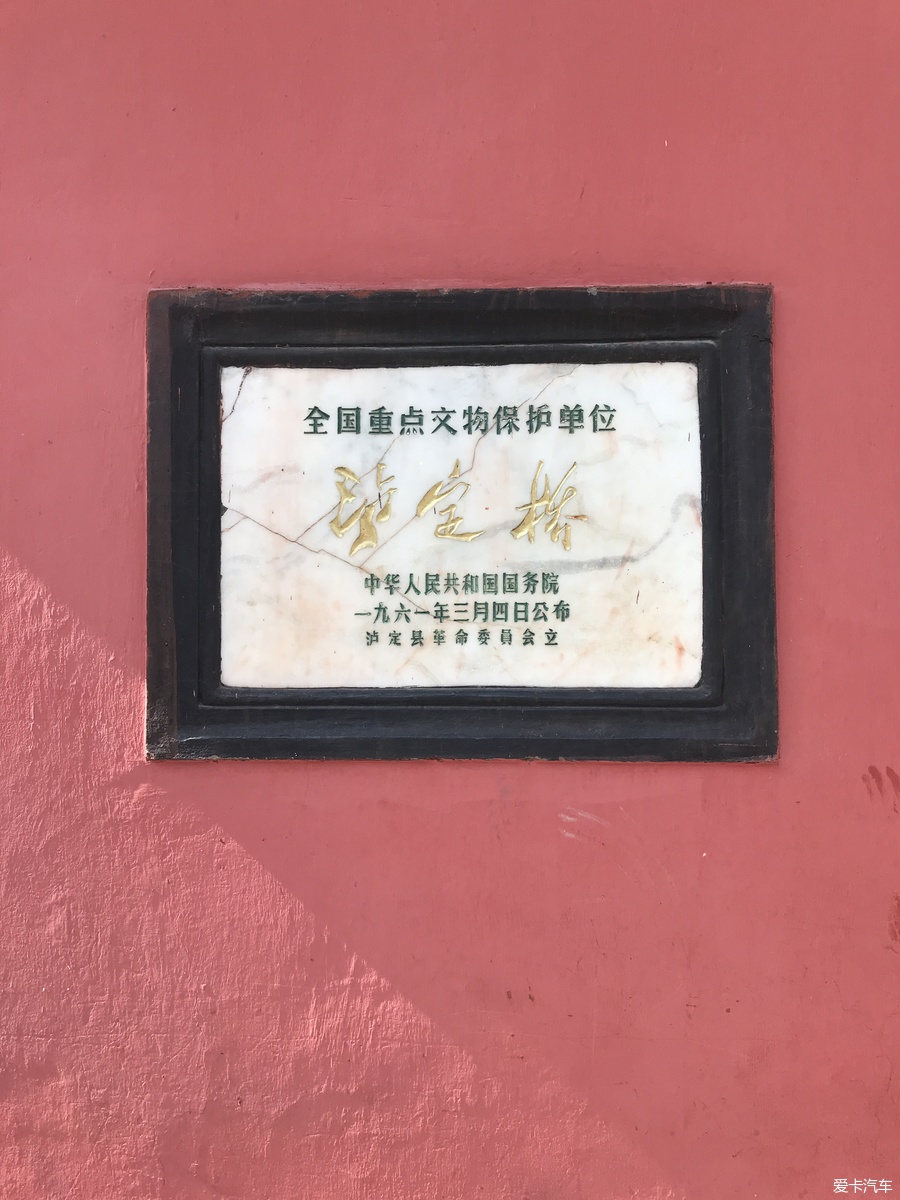 全国重点文物保护单位
泸定桥
中华人民共和国国务院
一九六一年三月四日公布
泸定县革命委員会立
爱卡汽车